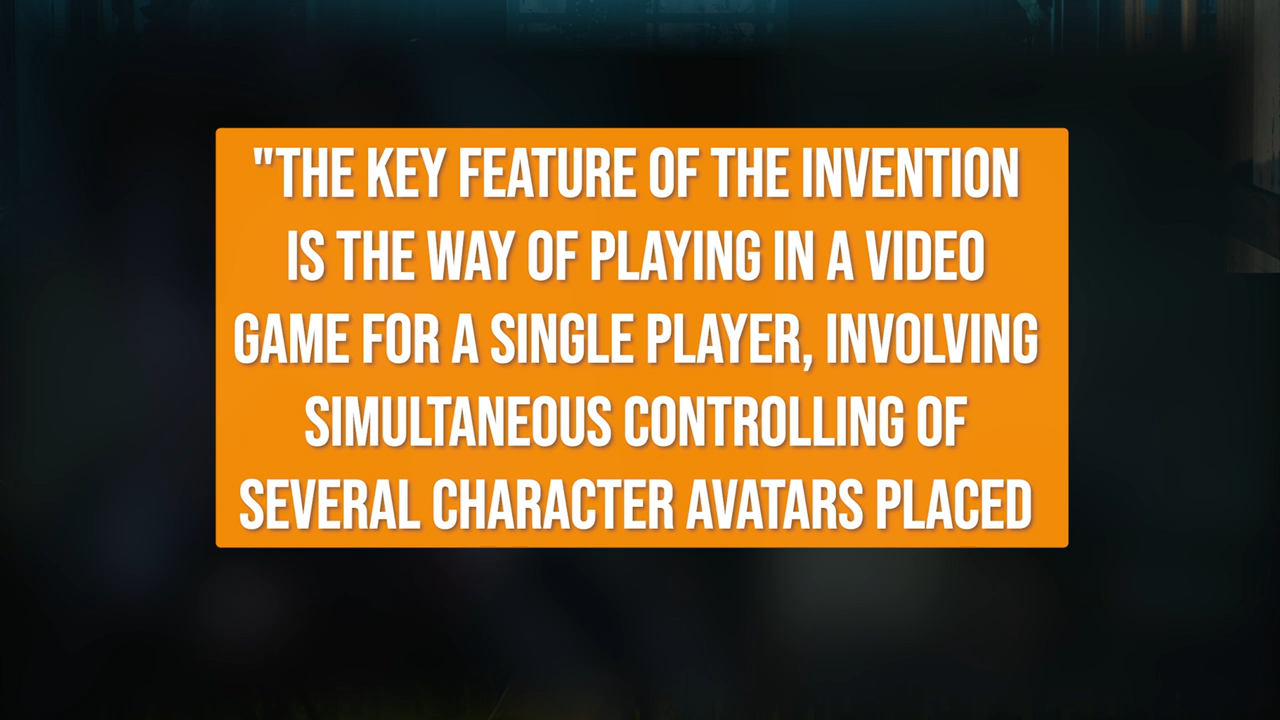 "THE KEY FEATURE OF THE INVENTION
IS THE WAY OF PLAYING IN A VIDEO
GAME FOR A SINGLE PLAYER, INVOLVING
SIMULTANEOUS CONTROLLING OF
SEVERAL CHARACTER AVATARS PLACED